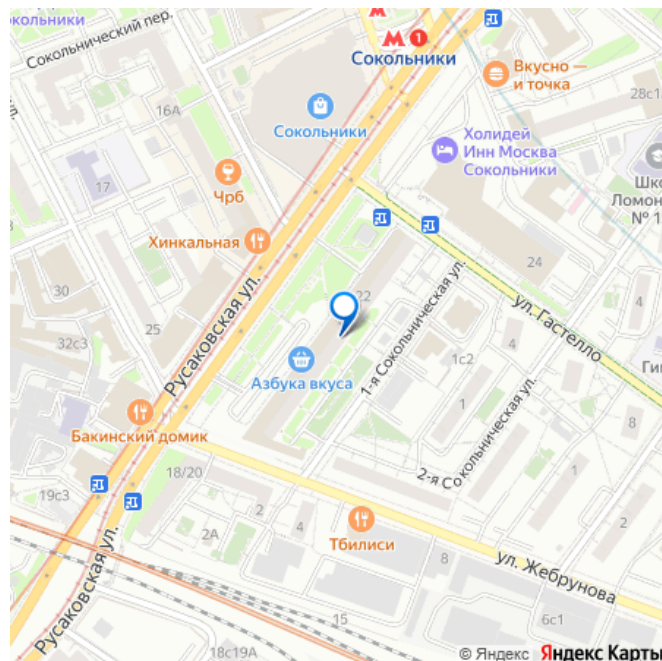 окольники
Сокольнический пер.
М 1
Сокольники
Вкусно —
и точка
28с1
16А
Сокольники
Холидей
Инн Москва
Сокольники
Шко
Ломон
№ 1
17
Чрб
Хинкальная
24
30
22
ул. Гастелло
25
32с3
Русаковская ул.
1-я Сокольническая ул.
4
4
1с2
Ги
Азбука вкуса
1
8
Бакинский домик
2-я Сокольническая ул.
18/20
1
19с3
2А
2
4
Тбилиси
2
8
ул. Жебрунова
Русаковская ул.
15
6с1
18с19А
© Яндекс Яндекс Карты